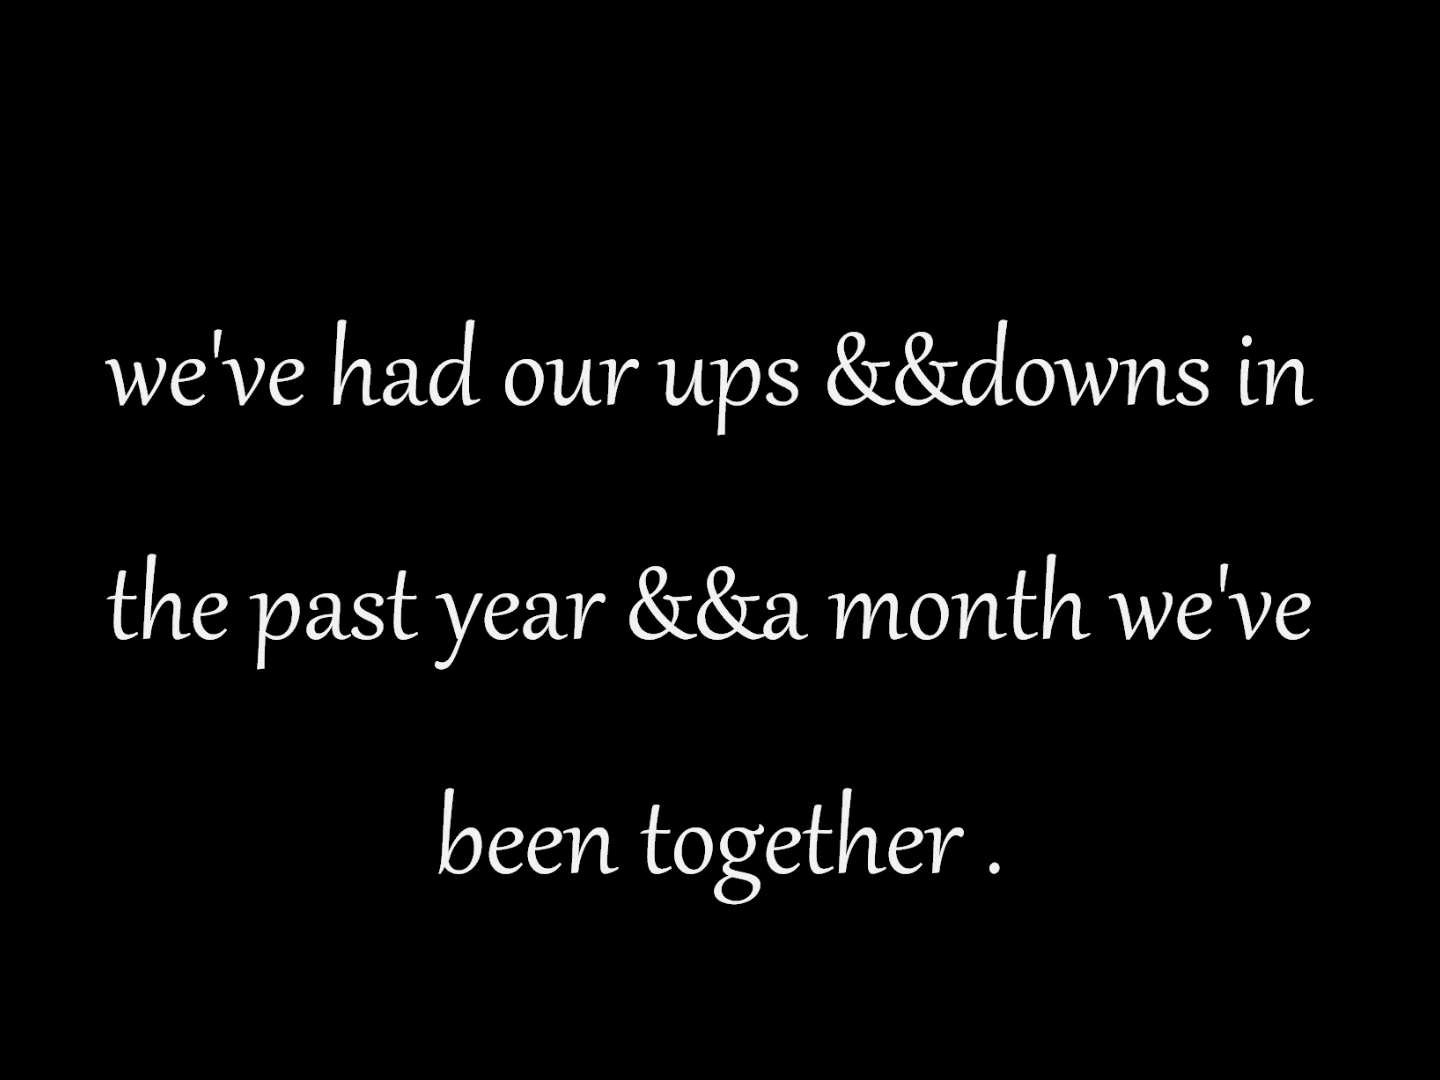 we've had our ups &&downs in
the past year &&a month we've
been together .